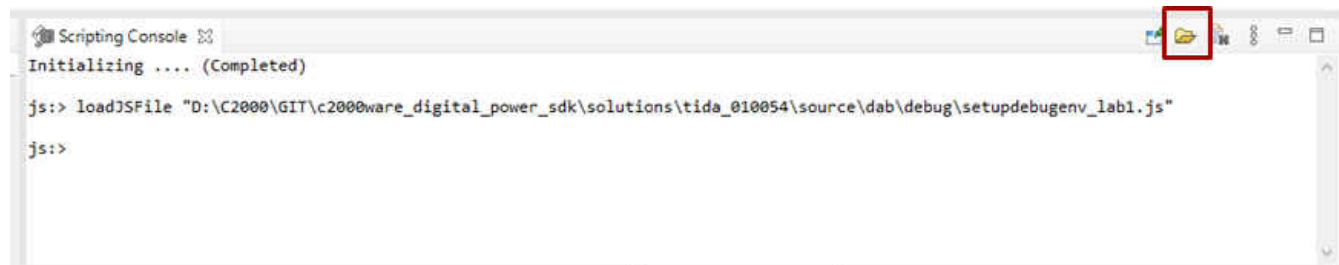 Scripting Console
Initializing .... (Completed)
js:> loadJSFile "D:\C2000\GIT\c2000ware_digital_power_sdk\solutions\tida_010054\source\dab\debug\setupdebugenv_lab1.js"
js:>